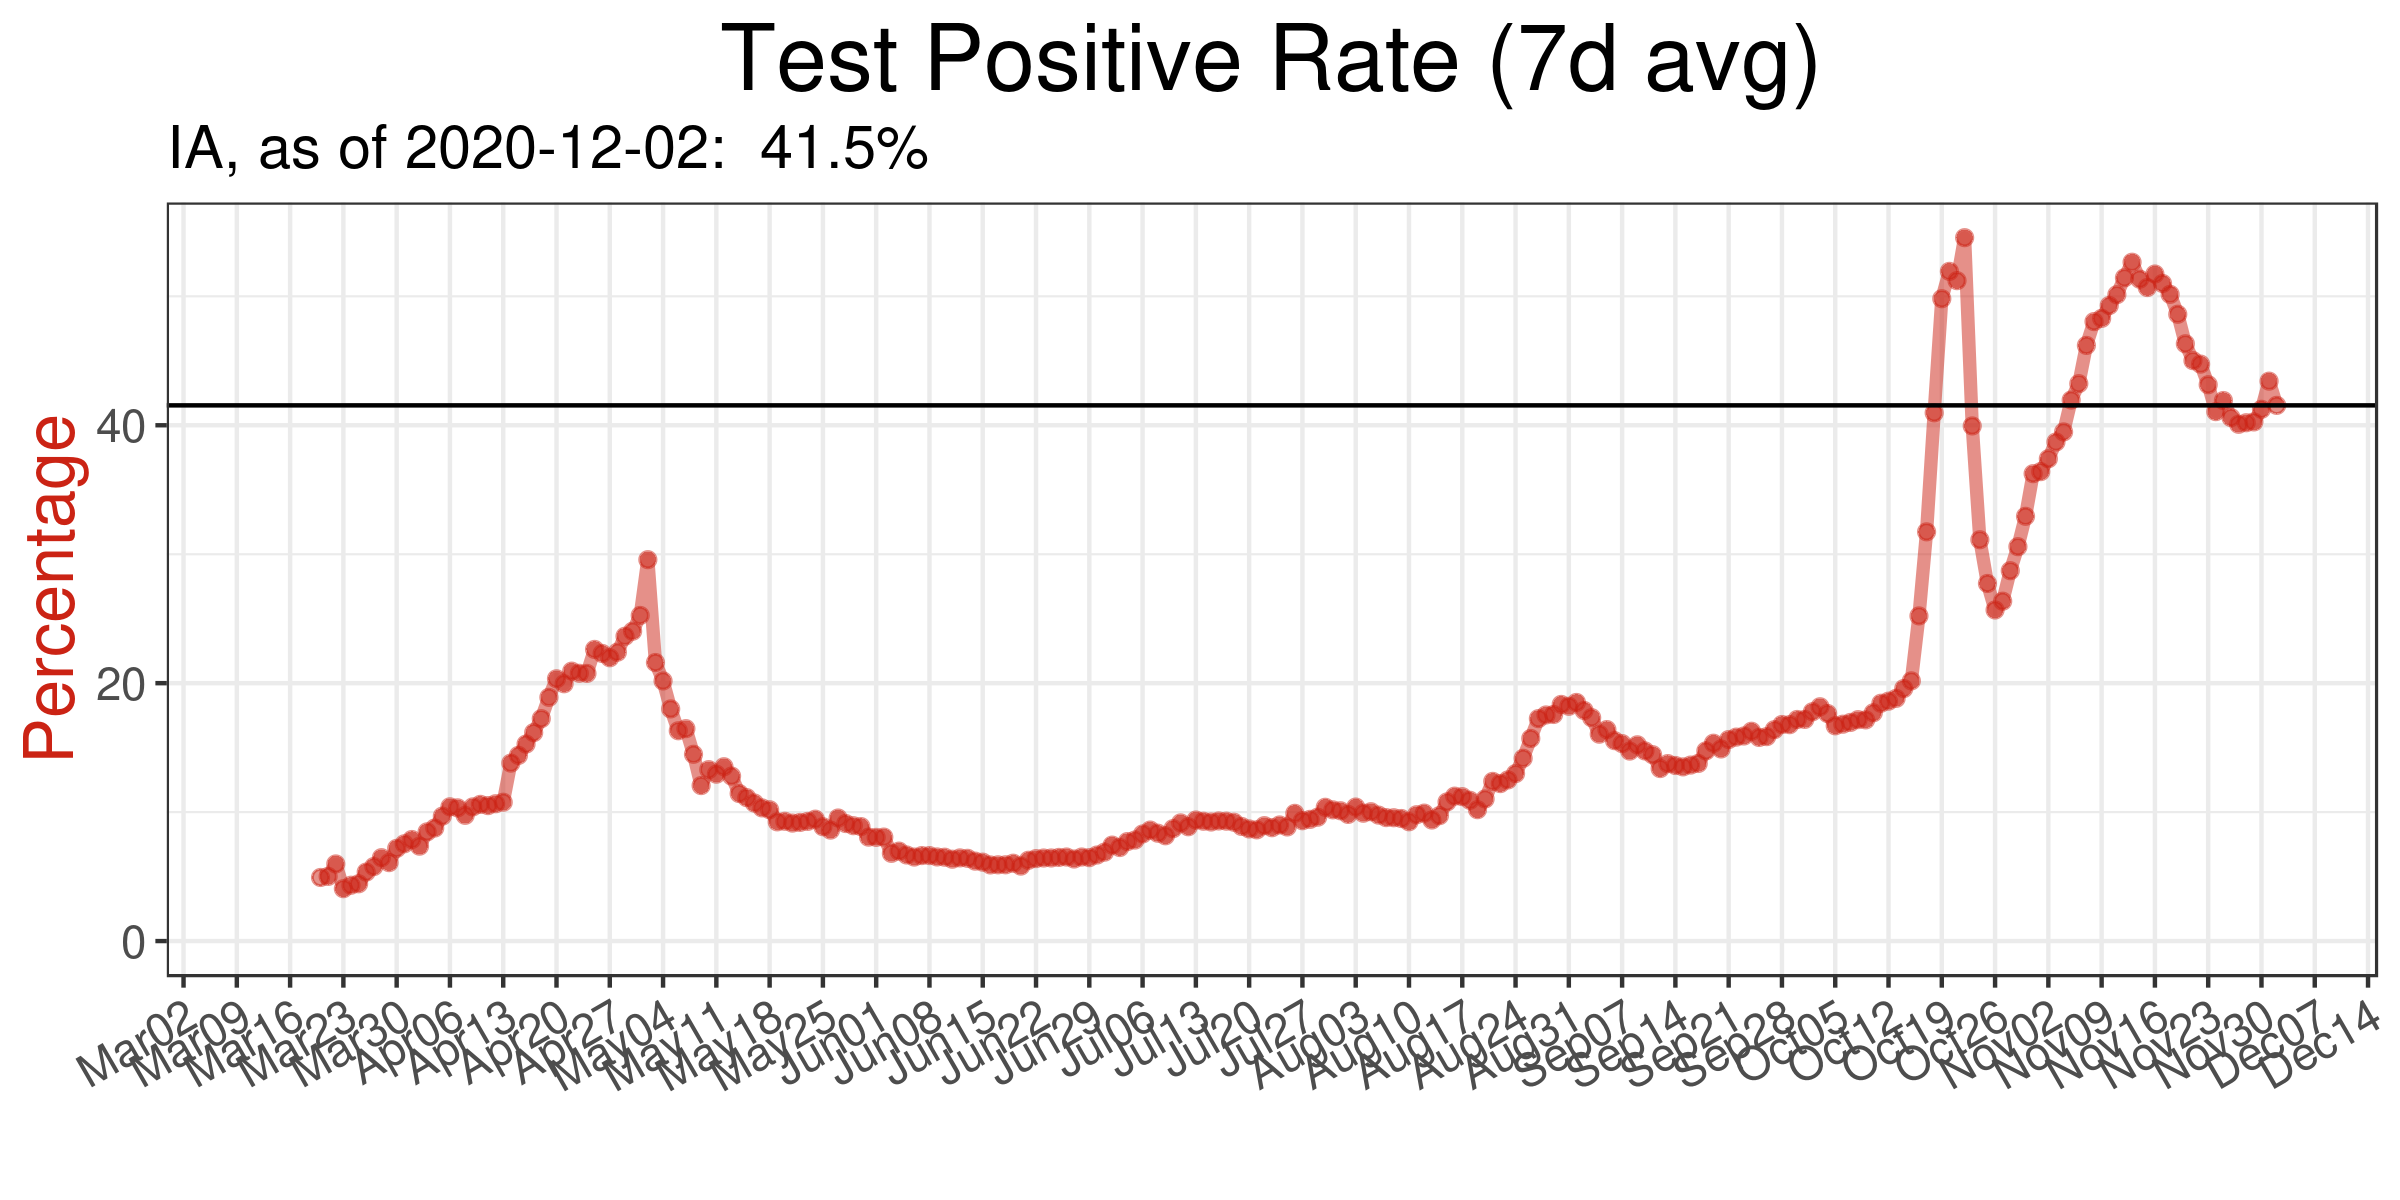 Test Positive Rate (7d avg)
IA, as of 2020-12-02:  41.5%
Percentage
40
20
0
Mar02
Mar09
Mar16
Mar23
Mar30
Apr06
Apr13
Apr20
Apr27
May04
May11
May18
May25
Jun01
Jun08
Jun15
Jun22
Jun29
Jul06
Jul13
Jul20
Jul27
Aug03
Aug10
Aug17
Aug24
Aug31
Sep07
Sep14
Sep21
Sep28
Oct05
Oct12
Oct19
Oct26
Nov02
Nov09
Nov16
Nov23
Nov30
Dec07
Dec14